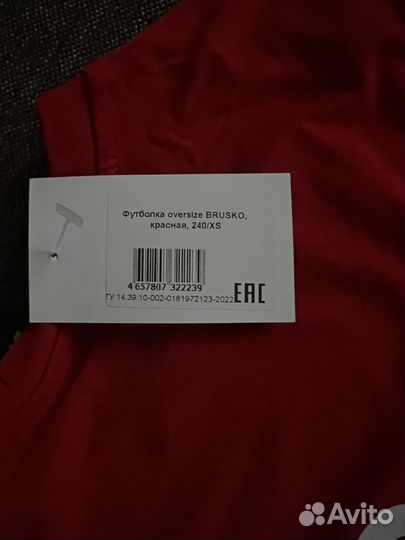 Футболка oversize BRUSKO,
красная, 240/XS
4 657807 322239
ТУ 14.39.10-002-0181972123-2022
EAC
Avito